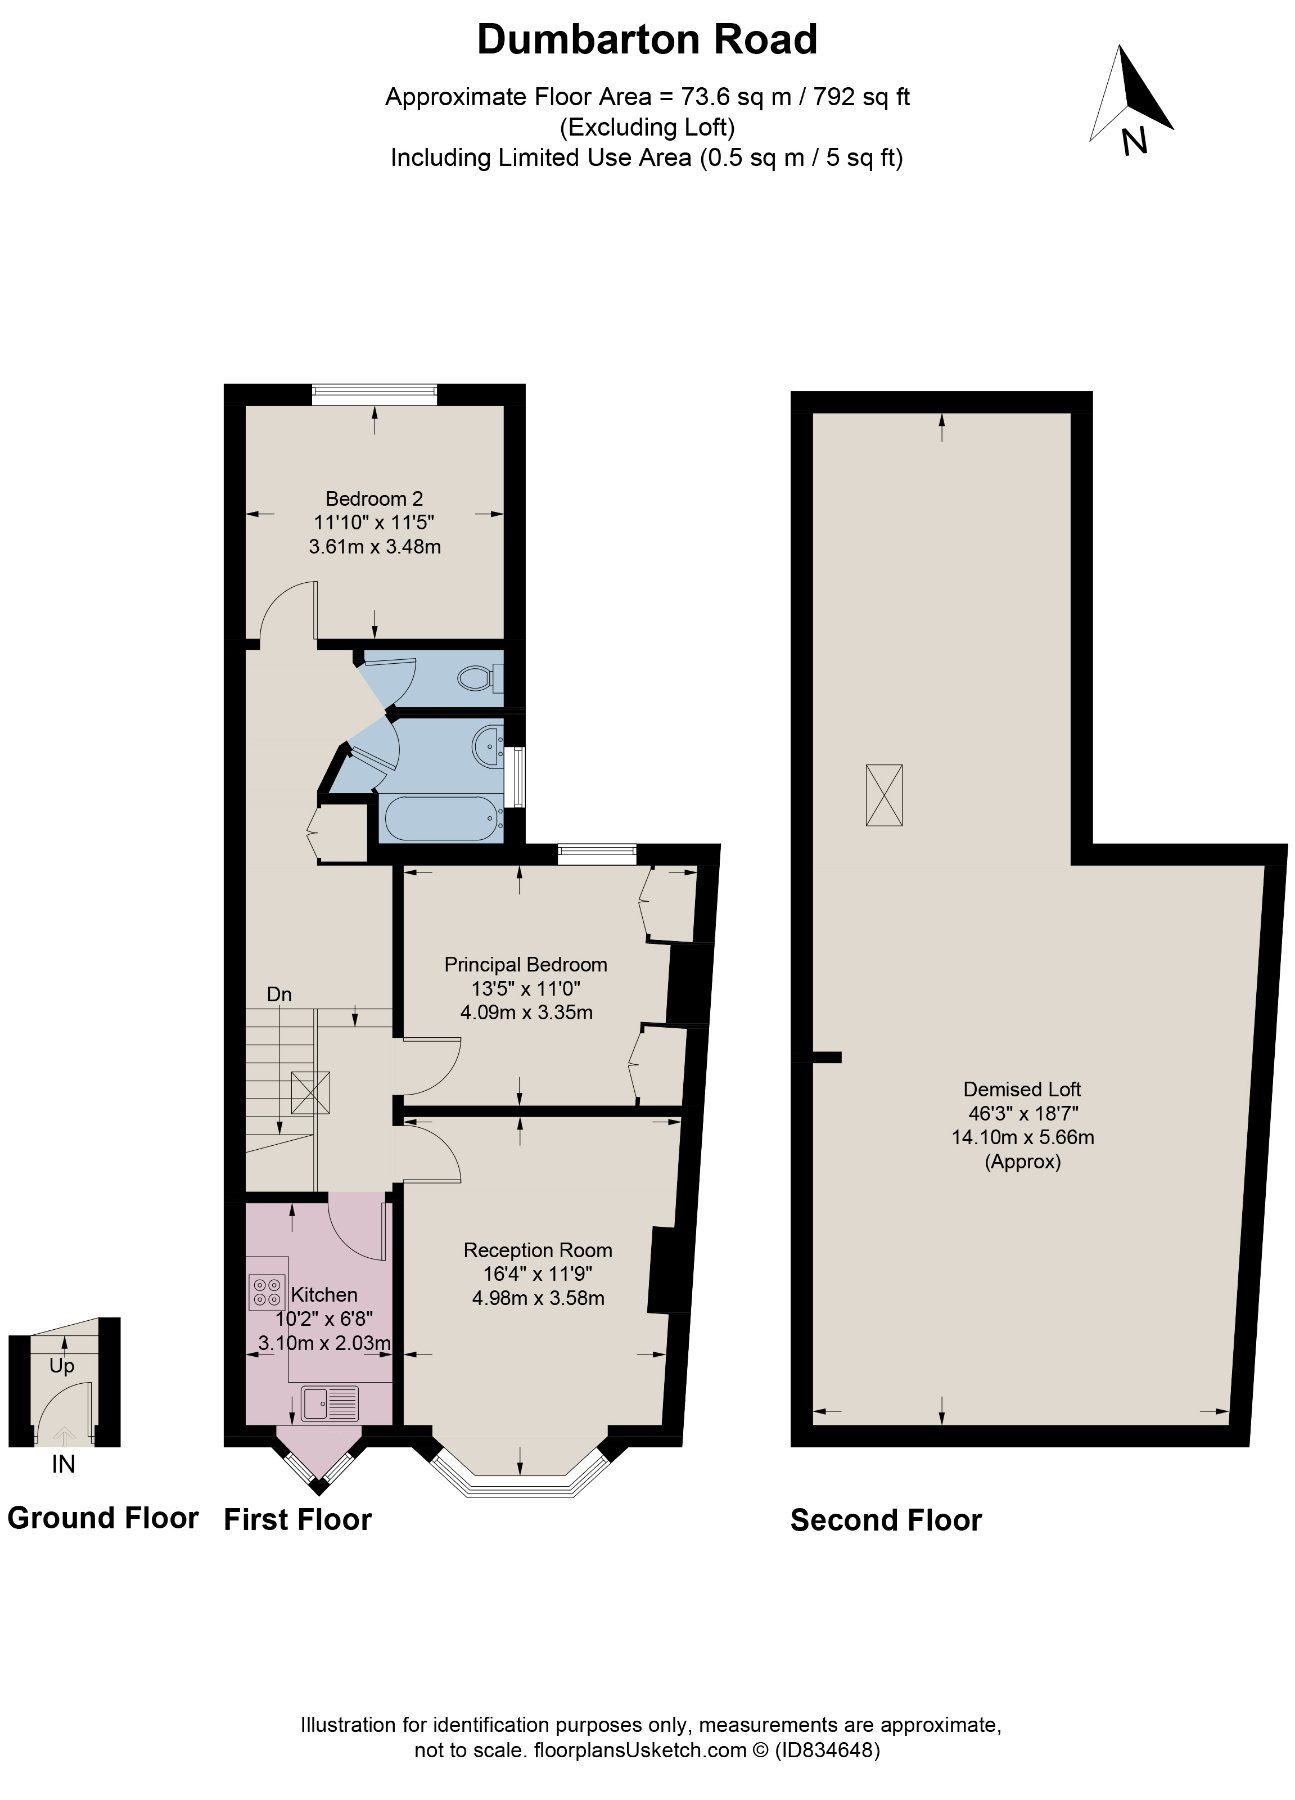 Dumbarton Road
Approximate Floor Area = 73.6 sq m / 792 sq ft
(Excluding Loft)
Including Limited Use Area (0.5 sq m / 5 sq ft)
N
Bedroom 2
11'10" x 11'5"
3.61m x 3.48m
Dn
Principal Bedroom
13'5" x 11'0"
4.09m x 3.35m
Demised Loft
46'3" x 18'7"
14.10m x 5.66m
(Approx)
Reception Room
16'4" x 11'9"
4.98m x 3.58m
Kitchen
10'2" x 6'8"
3.10m x 2.03m
Up
IN
Ground Floor
First Floor
Second Floor
Illustration for identification purposes only, measurements are approximate,
not to scale. floorplansUsketch.com © (ID834648)